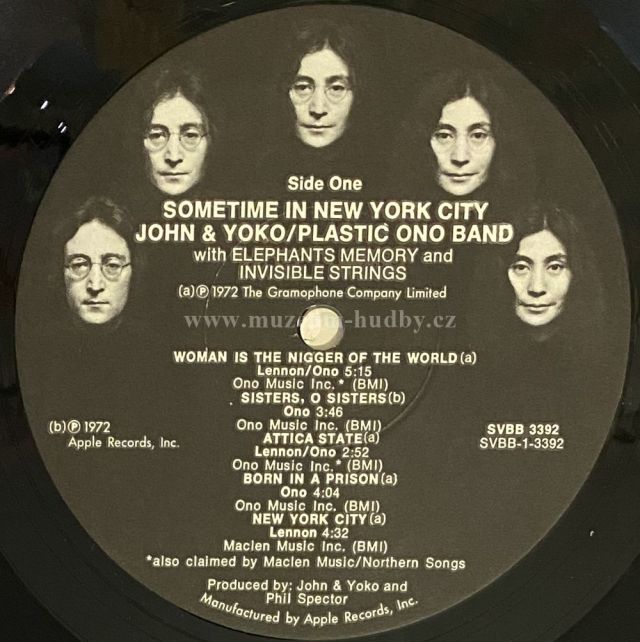 Side One
SOMETIME IN NEW YORK CITY
JOHN & YOKO/PLASTIC ONO BAND
with ELEPHANTS MEMORY and
INVISIBLE STRINGS
(a)℗ 1972 The Gramophone Company Limited
www.muzeum-hudby.cz
WOMAN IS THE NIGGER OF THE WORLD(a)
Lennon/Ono 5:15
Ono Music Inc.* (BMI)
SISTERS, O SISTERS(b)
Ono 3:46
Ono Music Inc. (BMI)
ATTICA STATE(a)
Lennon/Ono 2:52
Ono Music Inc.* (BMI)
BORN IN A PRISON(a)
Ono 4:04
Ono Music Inc. (BMI)
NEW YORK CITY(a)
Lennon 4:32
Maclen Music Inc. (BMI)
*also claimed by Maclen Music/Northern Songs
(b)℗ 1972
Apple Records, Inc.
SVBB 3392
SVBB-1-3392
Produced by: John & Yoko and
Phil Spector
Manufactured by Apple Records, Inc.